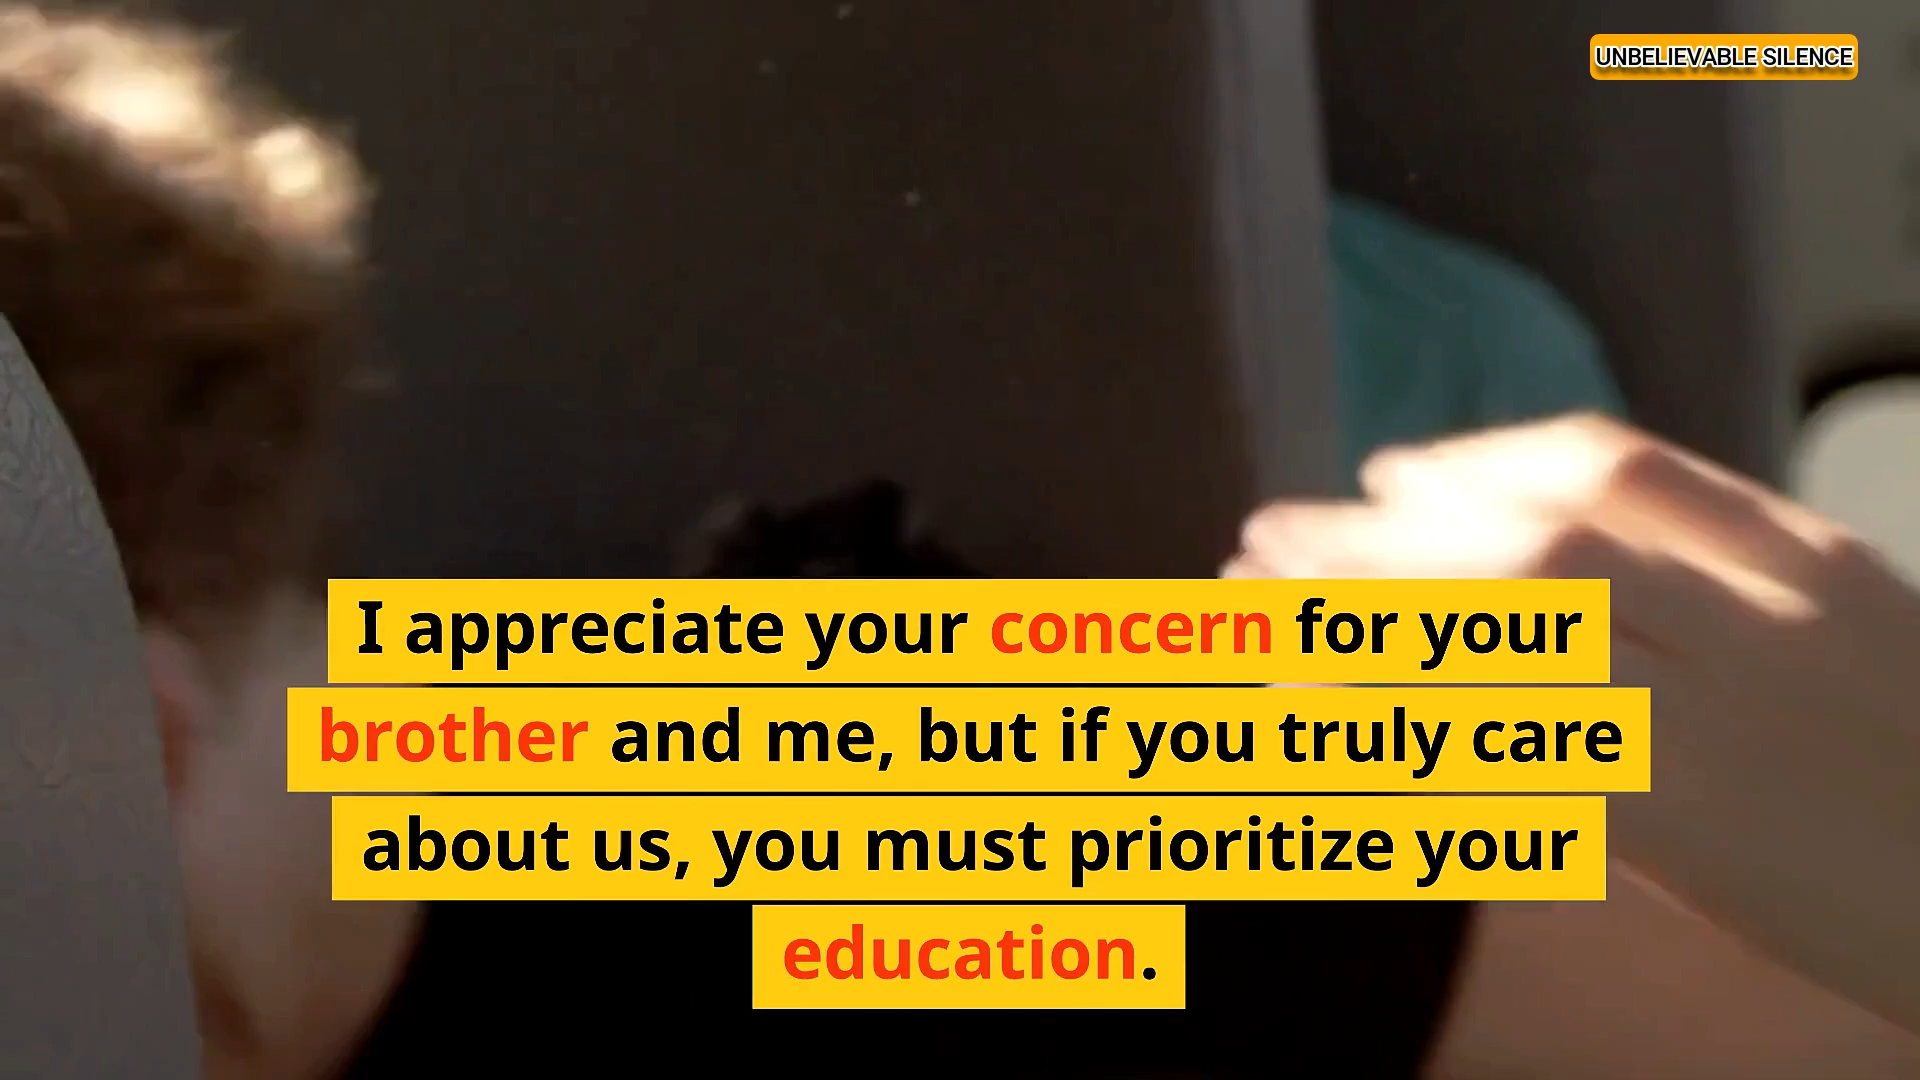 UNBELIEVABLE SILENCE
I appreciate your concern for your
brother and me, but if you truly care
about us, you must prioritize your
education.